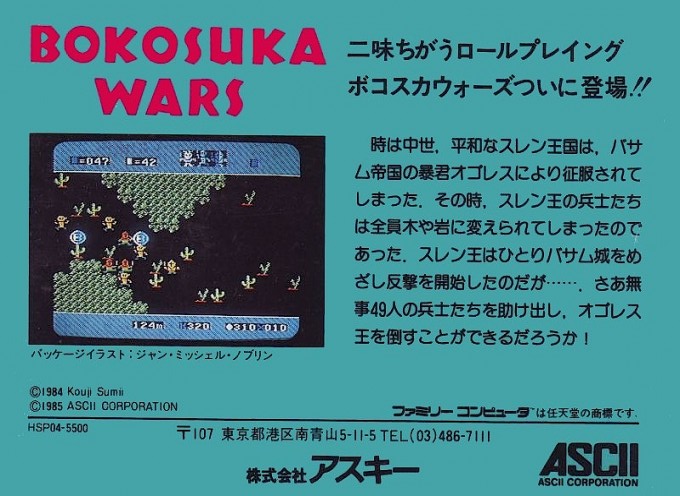 BOKOSUKA
WARS
二味ちがうロールプレイング
ボコスカウォーズついに登場!!
=047 =42
124m 320 ◆310 010
時は中世．平和なスレン王国は，バサ
ム帝国の暴君オゴレスにより征服されて
しまった．その時，スレン王の兵士たち
は全員木や岩に変えられてしまったので
あった．スレン王はひとりバサム城をめ
ざし反撃を開始したのだが……．さあ無
事49人の兵士たちを助け出し，オゴレス
王を倒すことができるだろうか！
パッケージイラスト：ジャン・ミッシェル・ノブリン
©1984 Kouji Sumii
©1985 ASCII CORPORATION
HSP04-5500
ファミリー コンピュータは任天堂の商標です．
〒107 東京都港区南青山5-11-5 TEL(03)486-7111
株式会社アスキー
ASCII
ASCII CORPORATION